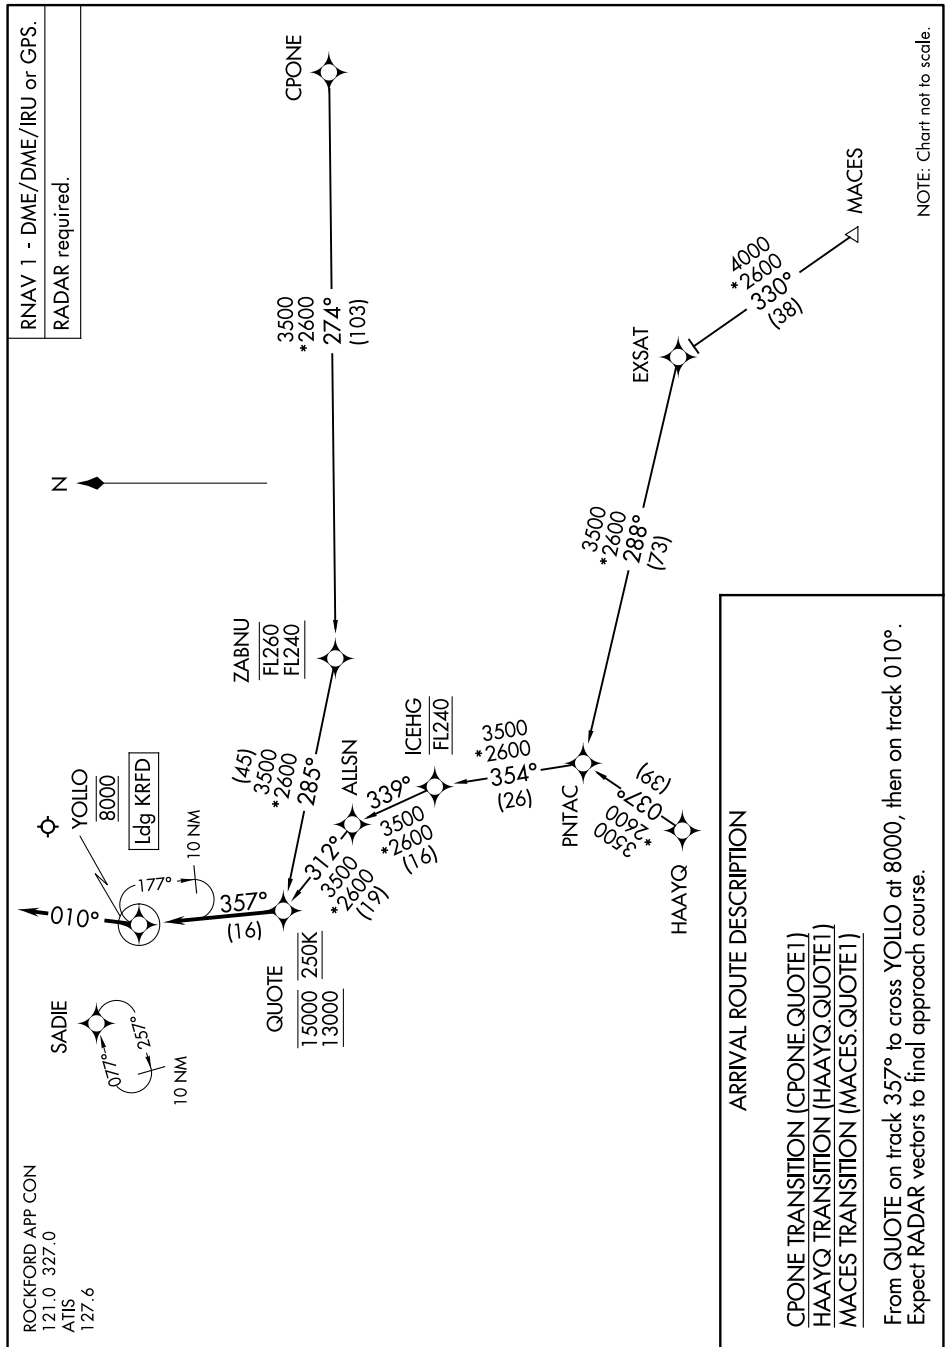 ROCKFORD APP CON
121.0 327.0
ATIS
127.6
RNAV 1 - DME/DME/IRU or GPS.
RADAR required.
N
SADIE
077°
257°
10 NM
YOLLO
8000
Ldg KRFD
010°
177°
10 NM
357°
(16)
QUOTE
15000 250K
13000
CPONE
3500
*2600
274°
(103)
ZABNU
FL260
FL240
(45)
3500
*2600
285°
ALLSN
312°
3500
*2600
(19)
ICEHG
FL240
339°
3500
*2600
(16)
3500
*2600
354°
(26)
PNTAC
(39)
037°
*2600
3500
HAAYQ
3500
*2600
288°
(73)
EXSAT
4000
*2600
330°
(38)
MACES
ARRIVAL ROUTE DESCRIPTION
CPONE TRANSITION (CPONE.QUOTE1)
HAAYQ TRANSITION (HAAYQ.QUOTE1)
MACES TRANSITION (MACES.QUOTE1)
From QUOTE on track 357° to cross YOLLO at 8000, then on track 010°.
Expect RADAR vectors to final approach course.
NOTE: Chart not to scale.